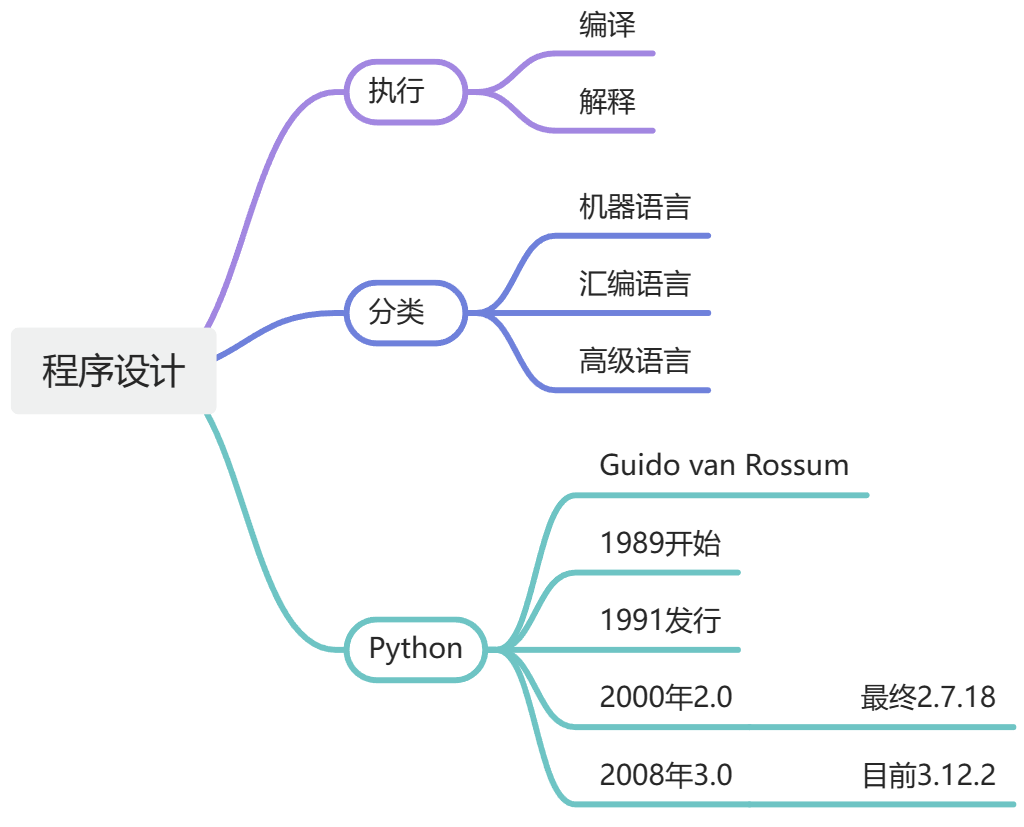 编译
执行
解释
机器语言
分类
汇编语言
高级语言
程序设计
Guido van Rossum
1989开始
1991发行
Python
2000年2.0 最终2.7.18
2008年3.0 目前3.12.2